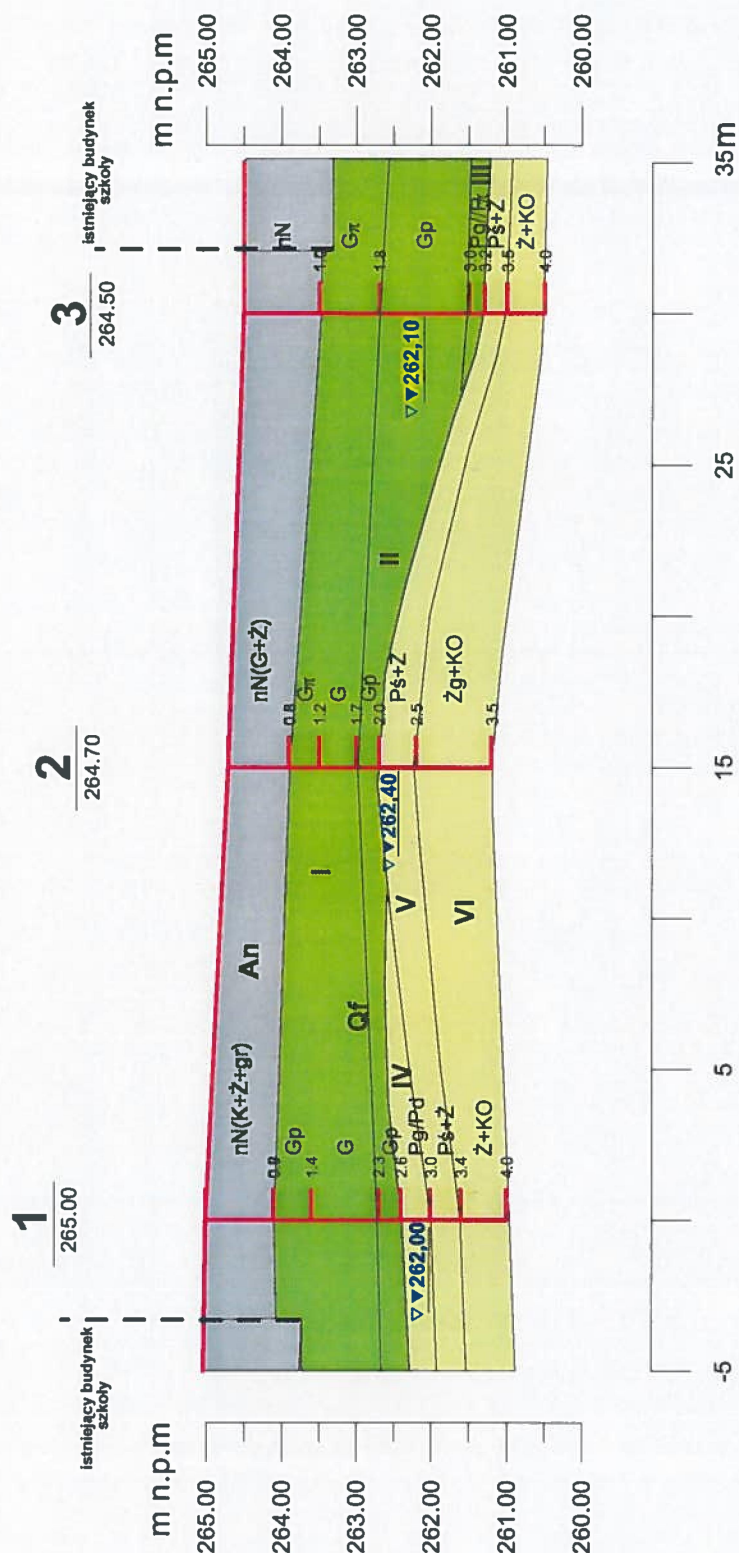 1
265.00
2
264.70
3
264.50
istniejący budynek
szkoły
istniejący budynek
szkoły
m n.p.m
265.00
264.00
263.00
262.00
261.00
260.00
m n.p.m
265.00
264.00
263.00
262.00
261.00
260.00
nN(K+Ż+gr)
An
nN(G+Ż)
nN
0.9
Gp
1.4
G
2.3
Gp
2.6
Pg/Pd
3.0
Pś+Ż
3.4
Ż+KO
4.0
262,00
I
Qf
IV
V
VI
0.8
Gπ
1.2
G
1.7
Gp
2.0
Pś+Ż
2.5
Żg+KO
3.5
262,40
II
262,10
1.0
Gπ
1.8
Gp
3.0
III
3.2
Pś+Ż
3.5
Ż+KO
4.0
-5
5
15
25
35m